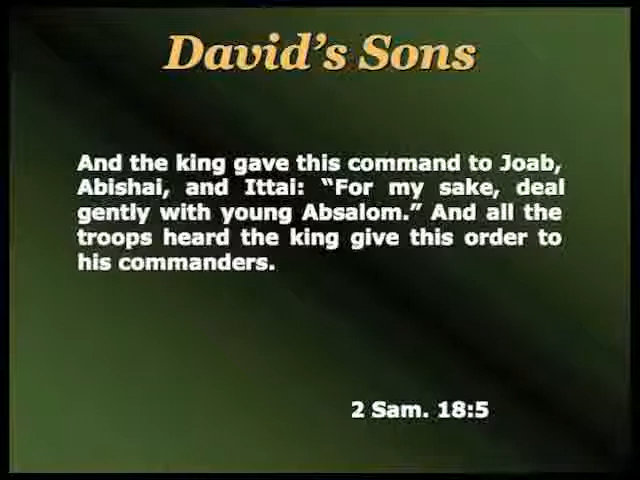 David’s Sons
And the king gave this command to Joab,
Abishai, and Ittai: “For my sake, deal
gently with young Absalom.” And all the
troops heard the king give this order to
his commanders.
2 Sam. 18:5